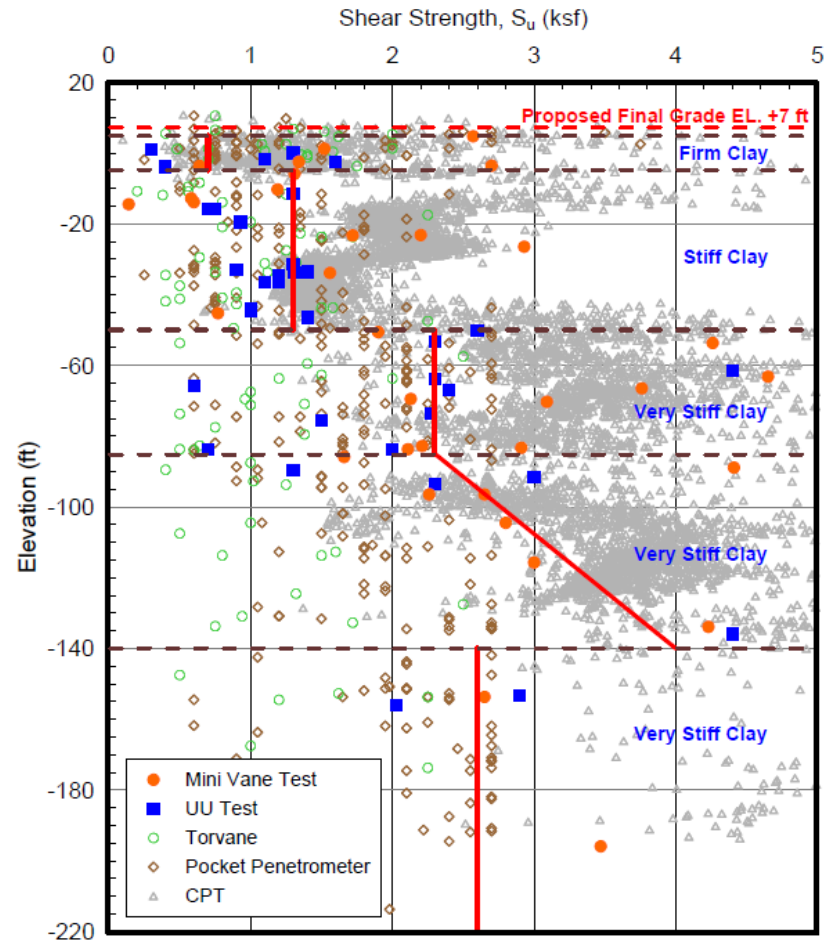 Shear Strength, Su (ksf)
0 1 2 3 4 5
20
Proposed Final Grade EL. +7 ft
Firm Clay
-20
Stiff Clay
-60
Very Stiff Clay
Elevation (ft)
-100
Very Stiff Clay
-140
Very Stiff Clay
-180
Mini Vane Test
UU Test
Torvane
Pocket Penetrometer
CPT
-220